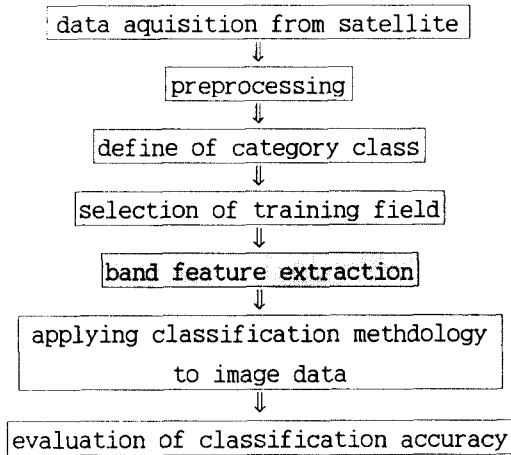 data aquisition from satellite
⇓
preprocessing
⇓
define of category class
⇓
selection of training field
⇓
band feature extraction
⇓
applying classification methdology
to image data
⇓
evaluation of classification accuracy